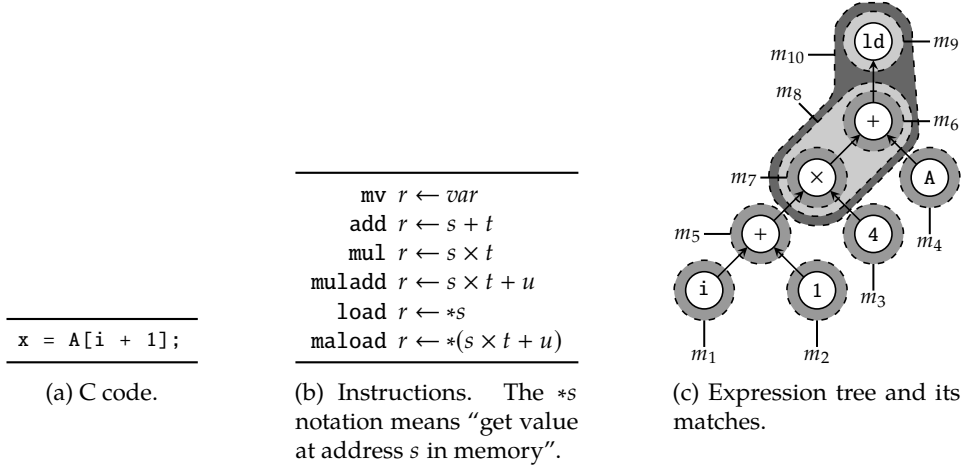 x = A[i + 1];
(a) C code.
mv r ← var
add r ← s + t
mul r ← s × t
muladd r ← s × t + u
load r ← *s
maload r ← *(s × t + u)
(b) Instructions. The *s
notation means “get value
at address s in memory”.
ld
m9
m10
m8
+
m6
m7
×
A
m4
m5
+
4
m3
i
1
m1
m2
(c) Expression tree and its
matches.